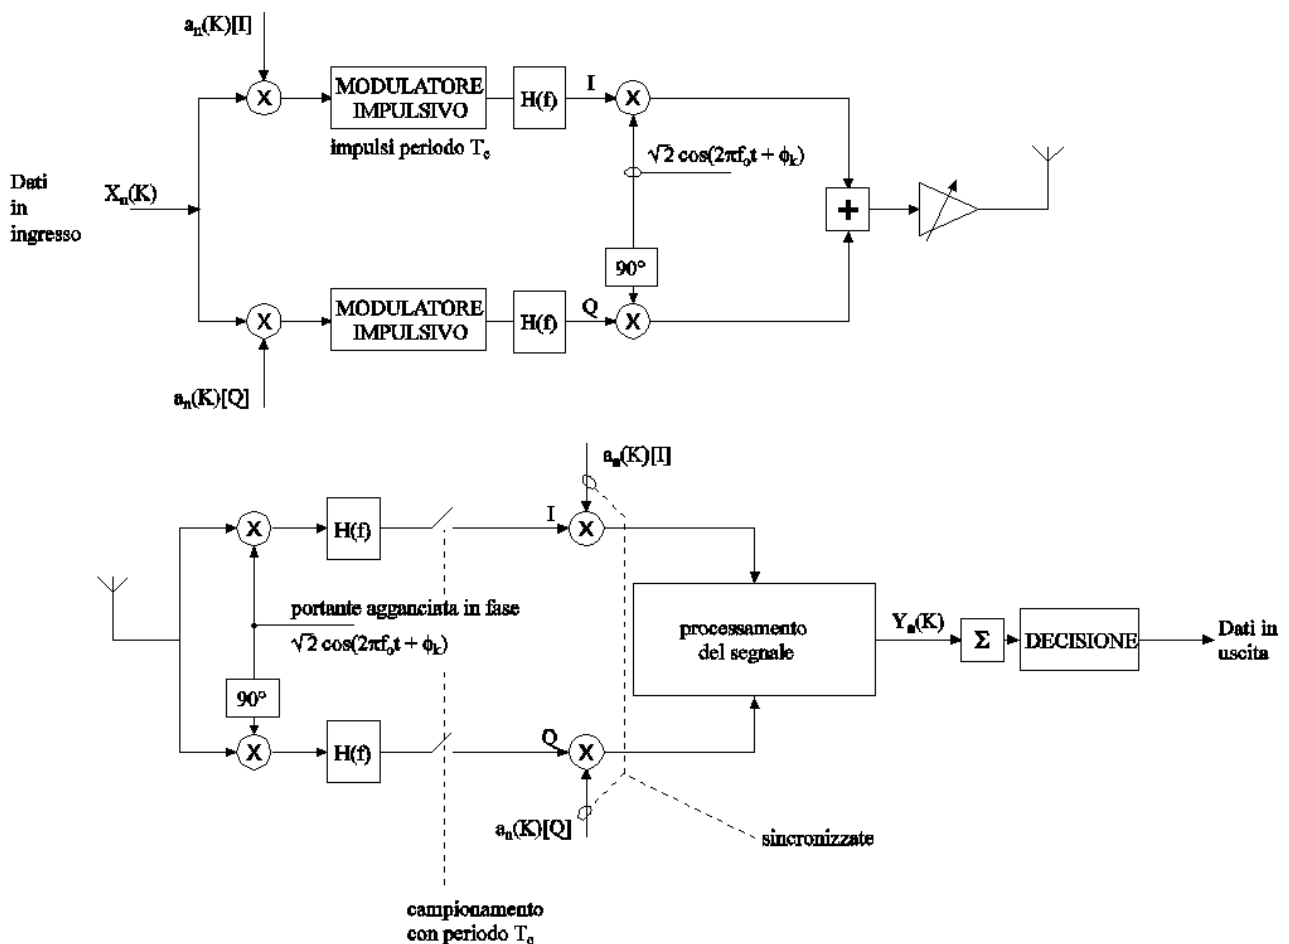 aₙ(K)[I]
MODULATORE
IMPULSIVO
H(f)
I
X
impulsi periodo T_c
√2 cos(2πf₀t + ϕₖ)
Dati
in
ingresso
Xₙ(K)
+
90°
MODULATORE
IMPULSIVO
H(f)
Q
X
X
X
aₙ(K)[Q]
aₙ(K)[I]
X
H(f)
I
X
portante agganciata in fase
√2 cos(2πf₀t + ϕₖ)
processamento
del segnale
Yₙ(K)
Σ
DECISIONE
Dati in
uscita
90°
X
H(f)
Q
X
aₙ(K)[Q]
sincronizzate
campionamento
con periodo T_c